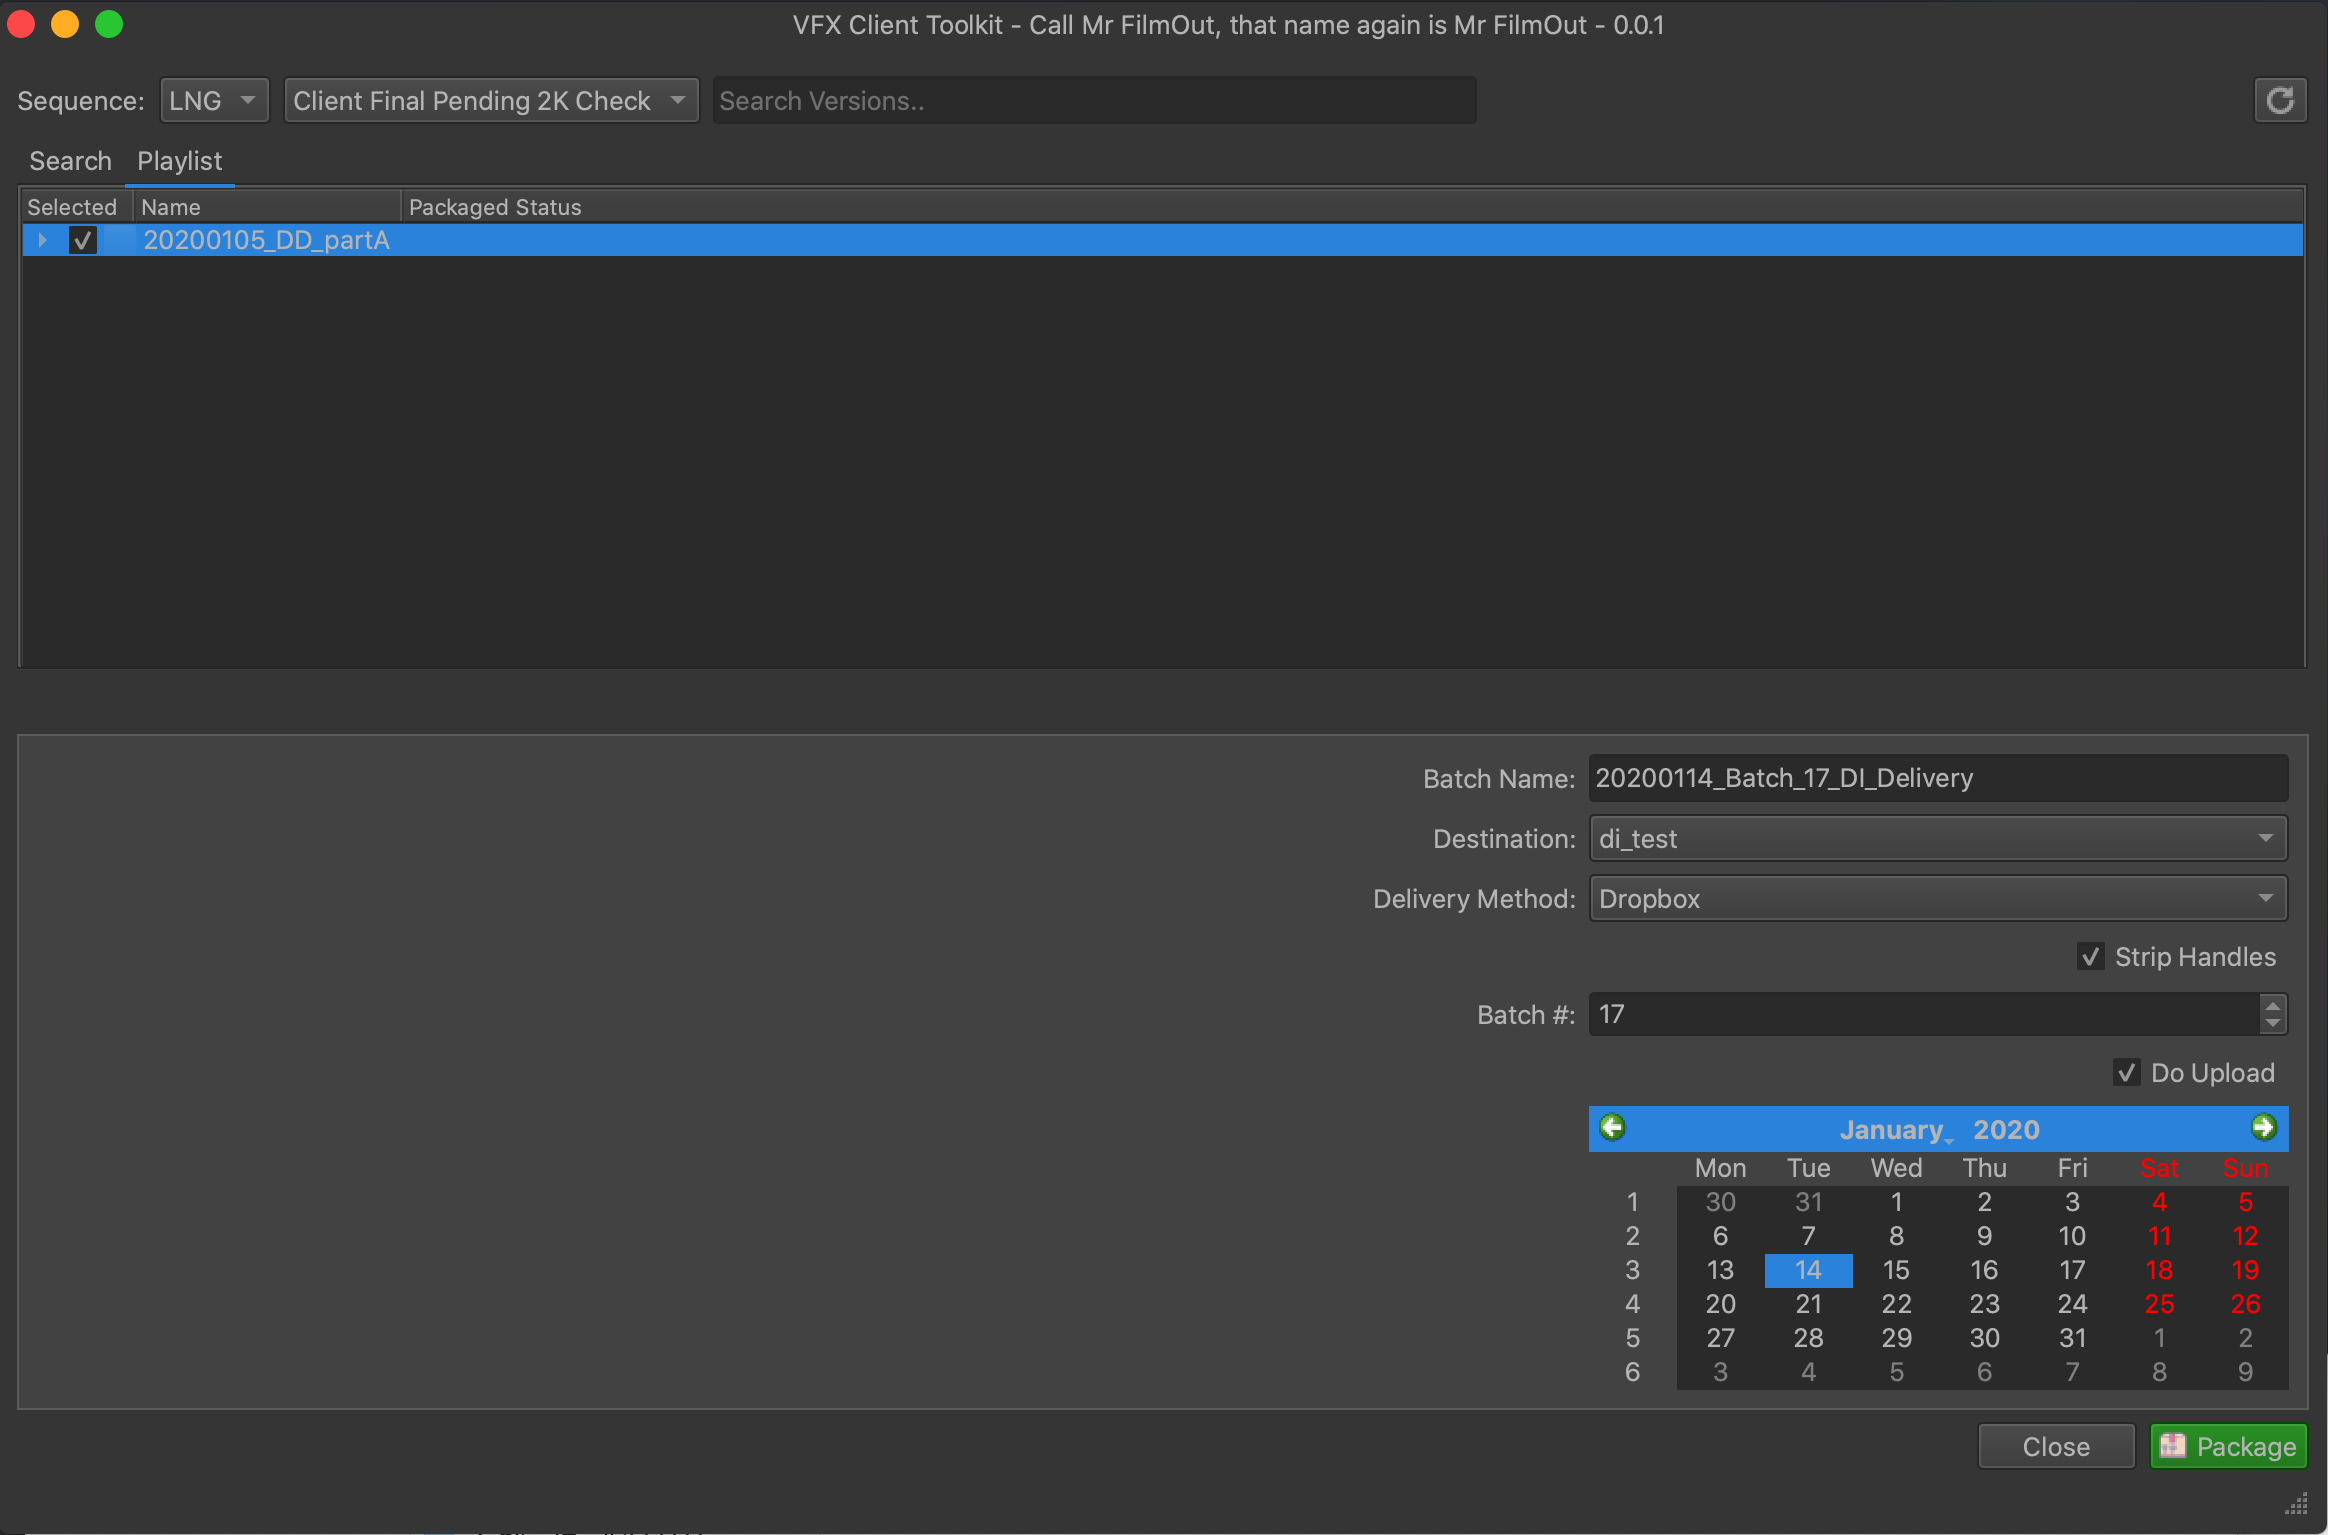 VFX Client Toolkit - Call Mr FilmOut, that name again is Mr FilmOut - 0.0.1
Sequence: LNG Client Final Pending 2K Check Search Versions..
Search Playlist
Selected Name Packaged Status
20200105_DD_partA
Batch Name: 20200114_Batch_17_DI_Delivery
Destination: di_test
Delivery Method: Dropbox
Strip Handles
Batch #: 17
Do Upload
January 2020
Mon Tue Wed Thu Fri Sat Sun
1 30 31 1 2 3 4 5
2 6 7 8 9 10 11 12
3 13 14 15 16 17 18 19
4 20 21 22 23 24 25 26
5 27 28 29 30 31 1 2
6 3 4 5 6 7 8 9
Close Package